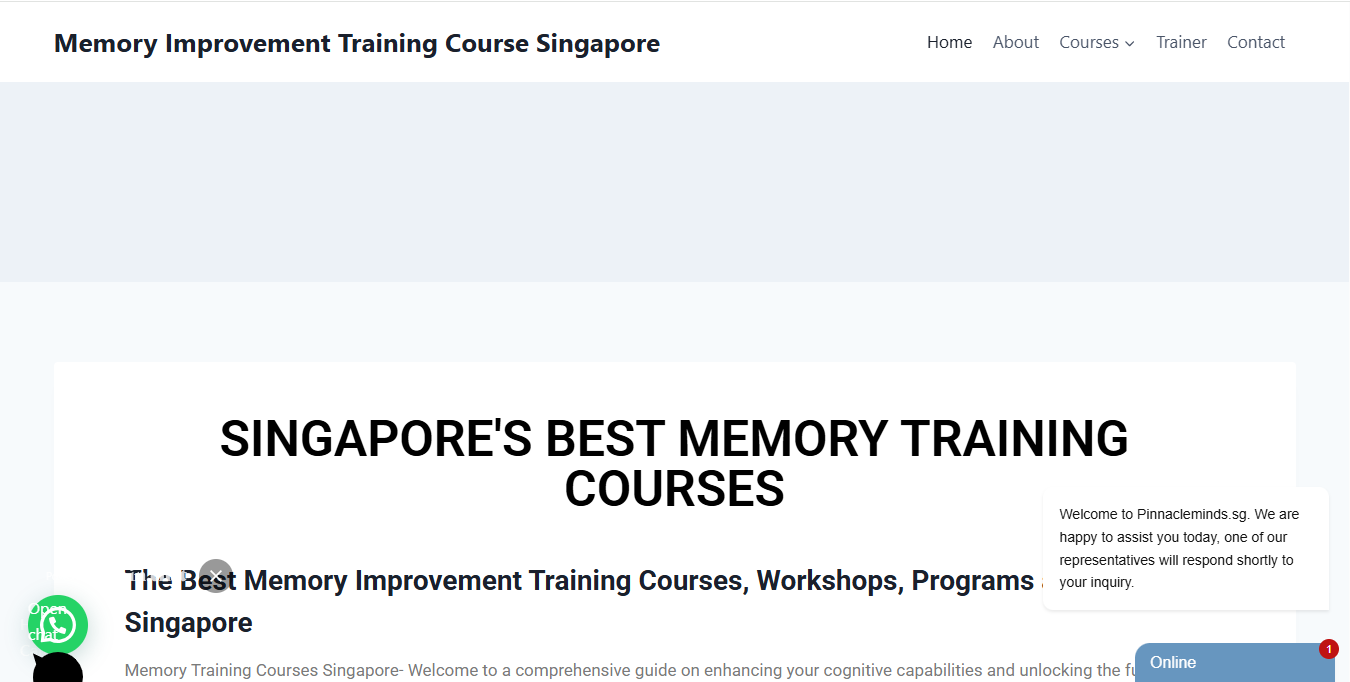 Memory Improvement Training Course Singapore
Home About Courses Trainer Contact
SINGAPORE'S BEST MEMORY TRAINING
COURSES
Welcome to Pinnacleminds.sg. We are
happy to assist you today, one of our
representatives will respond shortly to
your inquiry.
The Best Memory Improvement Training Courses, Workshops, Programs
Singapore
Open
chat
Memory Training Courses Singapore- Welcome to a comprehensive guide on enhancing your cognitive capabilities and unlocking the
Online
1